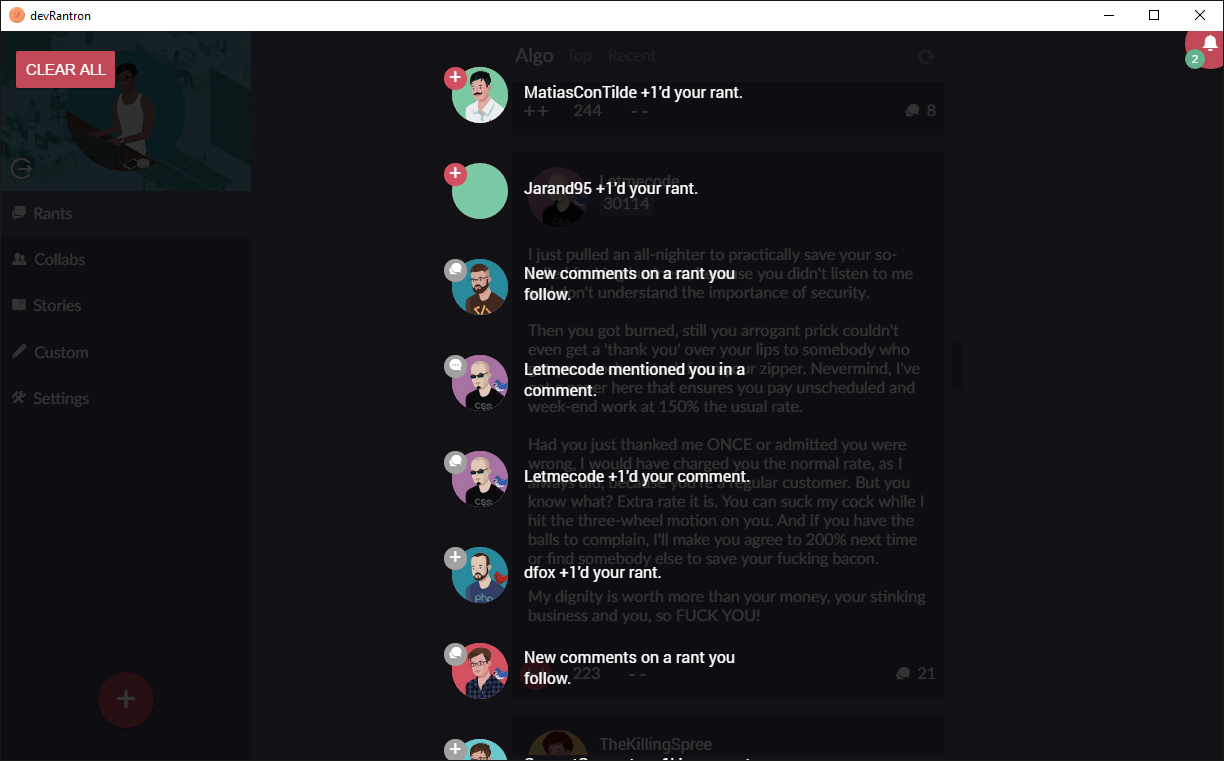 devRantron
CLEAR ALL
Algo Top Recent
2
MatiasConTilde +1'd your rant.
++ 244 -- 8
Letmecode
Jarand95 +1'd your rant.
30114
Rants
Collabs
Stories
Custom
Settings
I just pulled an all-nighter to practically save your so-
New comments on a rant you
use you didn't listen to me
follow.
don't understand the importance of security.
Then you got burned, still you arrogant prick couldn't
even get a 'thank you' over your lips to somebody who
Letmecode mentioned you in a
ur zipper. Nevermind, I've
comment.
er here that ensures you pay unscheduled and
week-end work at 150% the usual rate.
Had you just thanked me ONCE or admitted you were
wrong, I would have charged you the normal rate, as I
Letmecode +1'd your comment.
always did, because you're a regular customer. But you
know what? Extra rate it is. You can suck my cock while I
hit the three-wheel motion on you. And if you have the
balls to complain, I'll make you agree to 200% next time
or find somebody else to save your fucking bacon.
dfox +1'd your rant.
My dignity is worth more than your money, your stinking
business and you, so FUCK YOU!
New comments on a rant you
follow.
223 -- 21
TheKillingSpree